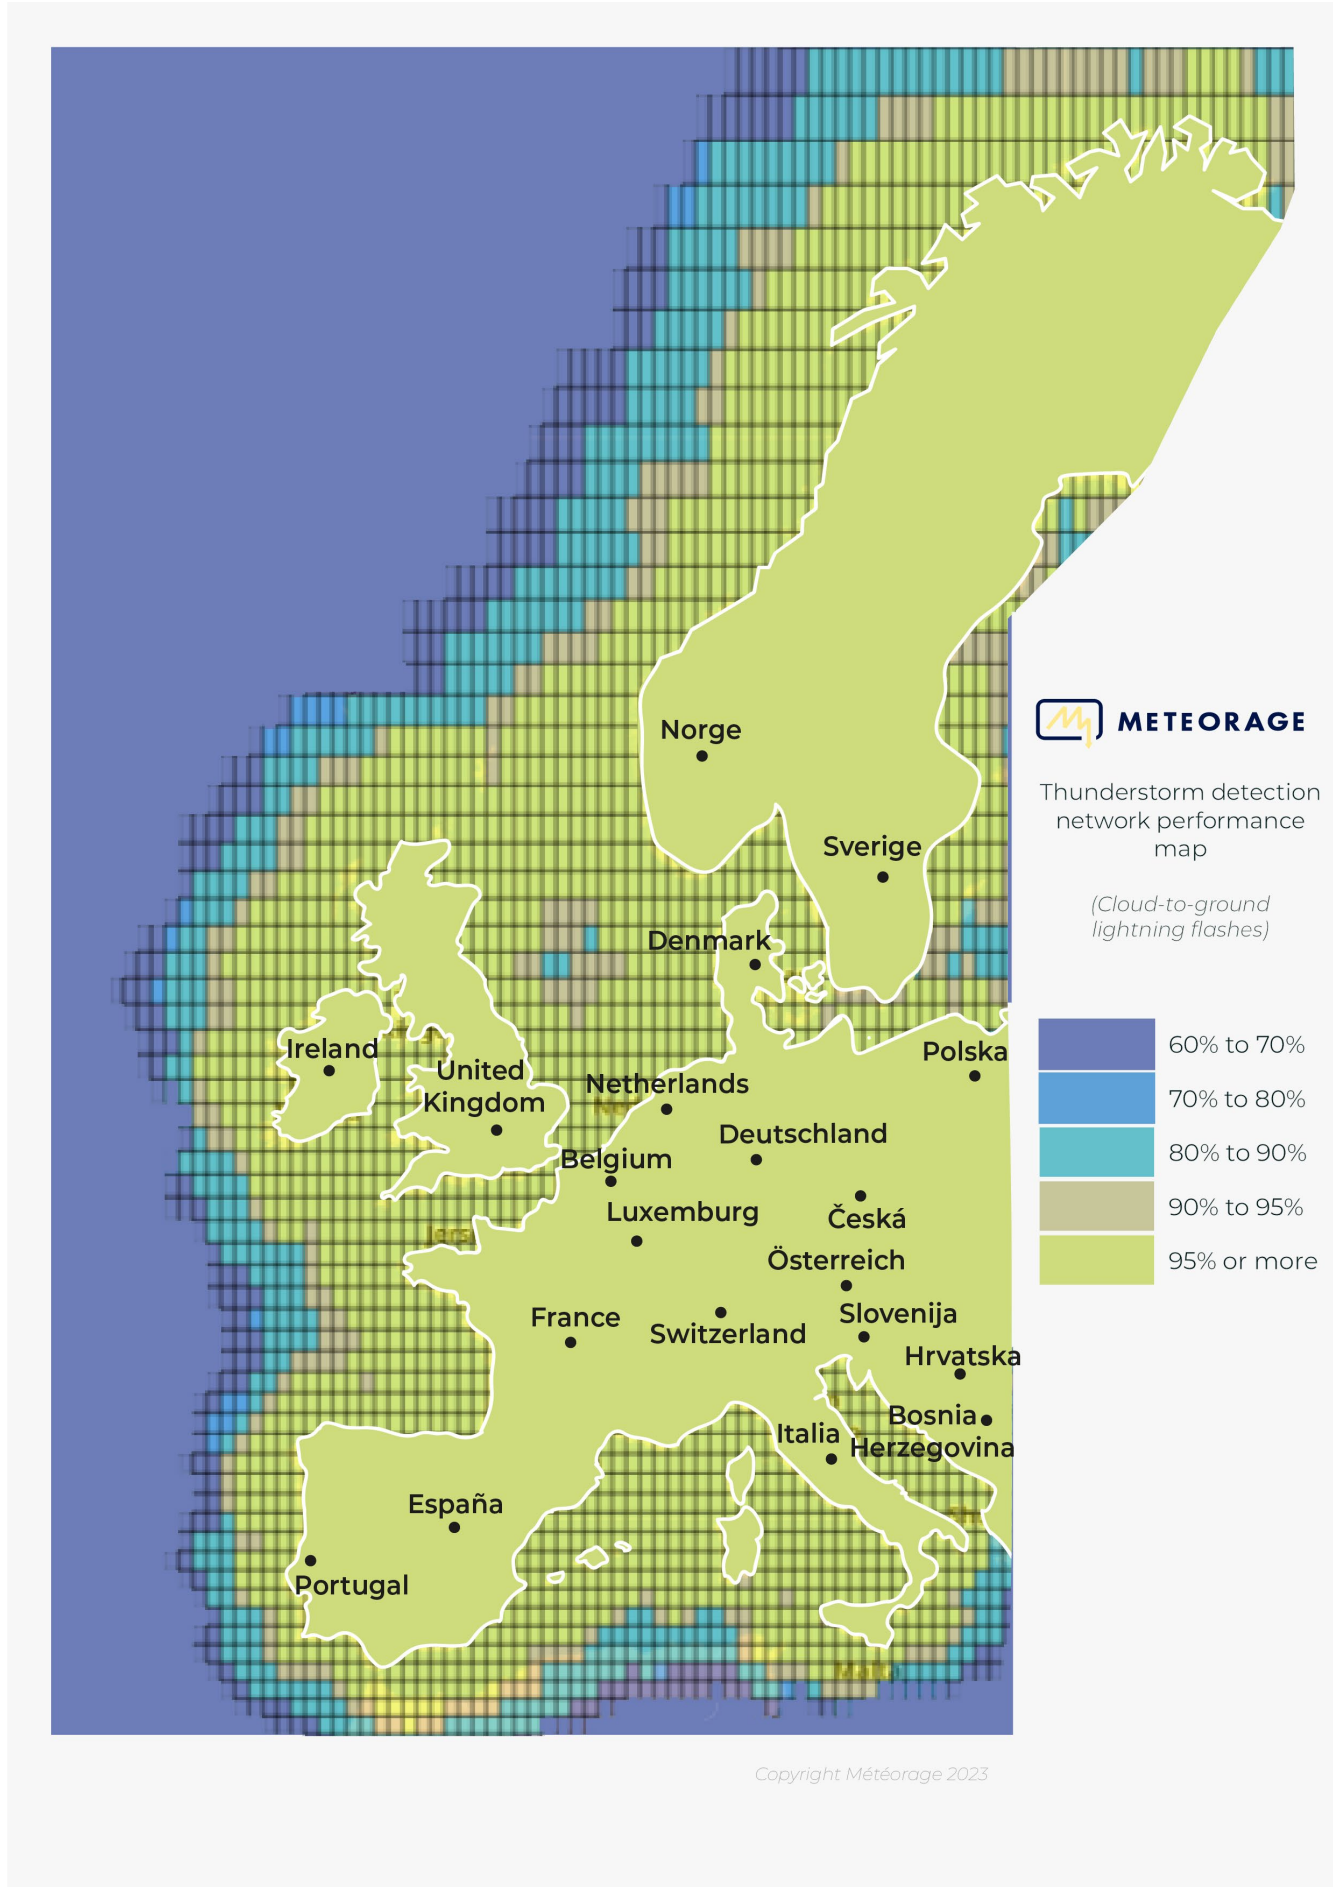 Norge
Sverige
Denmark
Ireland
United
Kingdom
Netherlands
Polska
Deutschland
Belgium
Luxemburg
Česká
Österreich
France
Switzerland
Slovenija
Hrvatska
Bosnia
Herzegovina
Italia
España
Portugal
Malta
METEORAGE
Thunderstorm detection
network performance
map
(Cloud-to-ground
lightning flashes)
60% to 70%
70% to 80%
80% to 90%
90% to 95%
95% or more
Copyright Météorage 2023